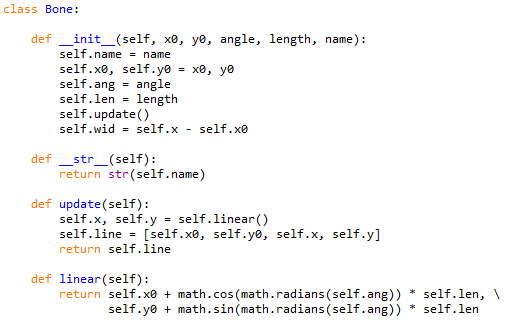 class Bone:
    def __init__(self, x0, y0, angle, length, name):
        self.name = name
        self.x0, self.y0 = x0, y0
        self.ang = angle
        self.len = length
        self.update()
        self.wid = self.x - self.x0
    def __str__(self):
        return str(self.name)
    def update(self):
        self.x, self.y = self.linear()
        self.line = [self.x0, self.y0, self.x, self.y]
        return self.line
    def linear(self):
        return self.x0 + math.cos(math.radians(self.ang)) * self.len, \
               self.y0 + math.sin(math.radians(self.ang)) * self.len